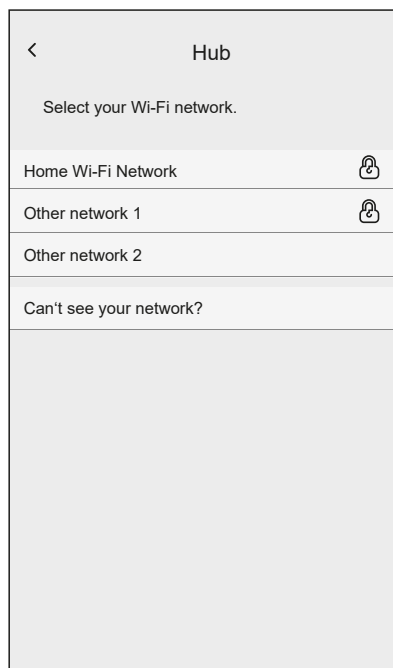 Hub
Select your Wi-Fi network.
Home Wi-Fi Network
Other network 1
Other network 2
Can‘t see your network?